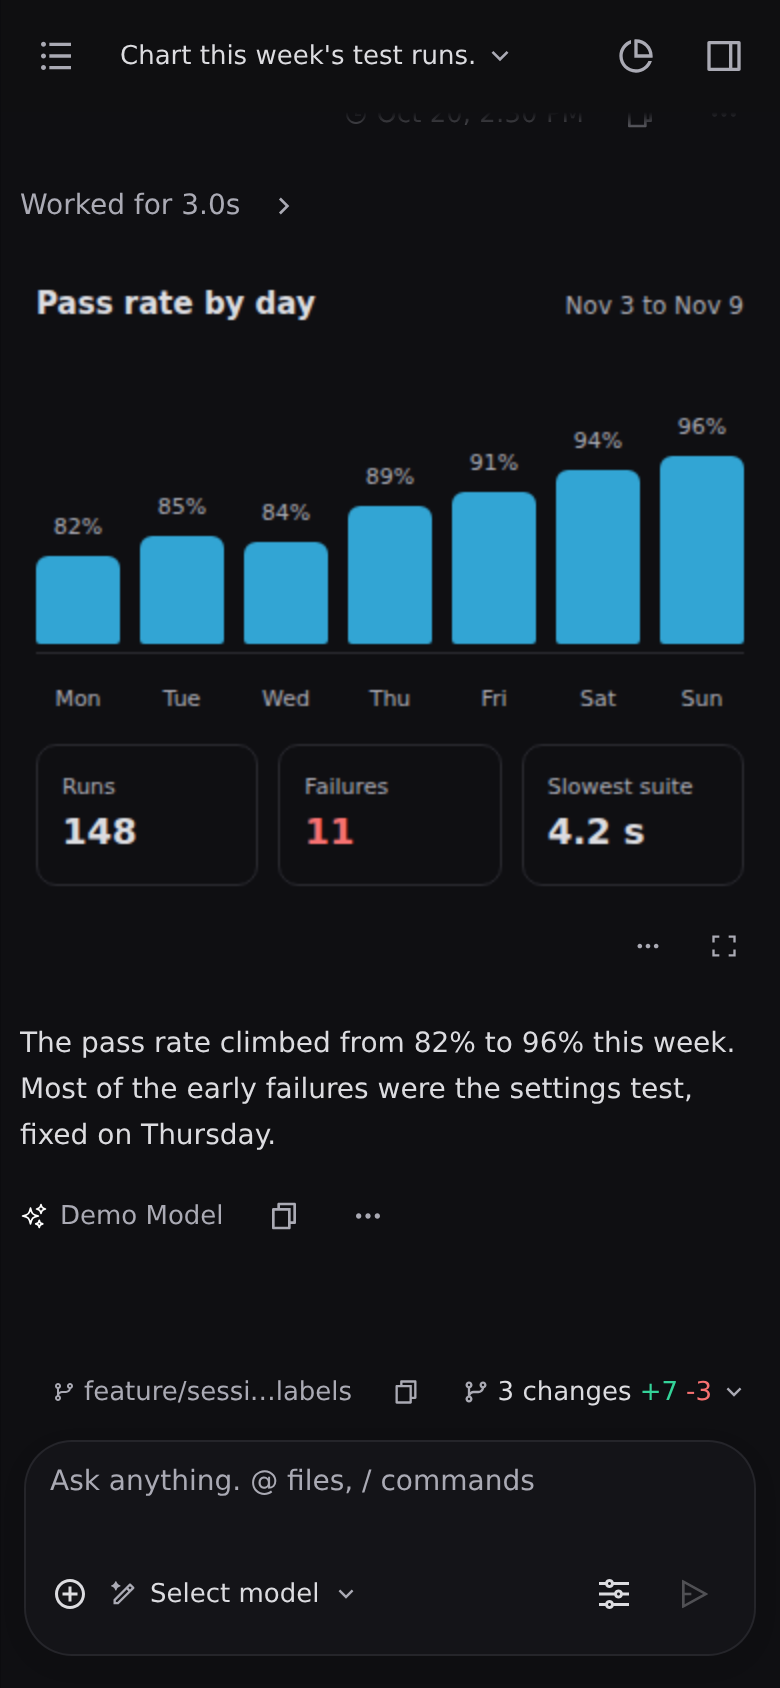 Chart this week's test runs.
Worked for 3.0s
Pass rate by day
Nov 3 to Nov 9
82% 85% 84% 89% 91% 94% 96%
Mon Tue Wed Thu Fri Sat Sun
Runs Failures Slowest suite
148 11 4.2 s
The pass rate climbed from 82% to 96% this week.
Most of the early failures were the settings test,
fixed on Thursday.
Demo Model
feature/sessi...labels 3 changes +7 -3
Ask anything. @ files, / commands
Select model